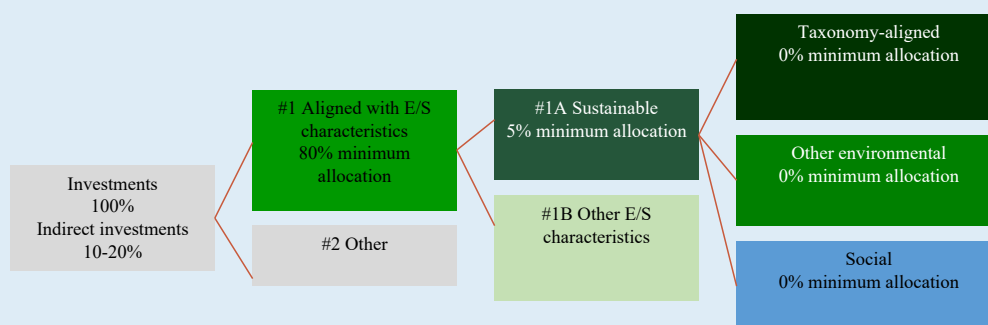 Investments
100%
Indirect investments
10-20%
#1 Aligned with E/S
characteristics
80% minimum
allocation
#2 Other
#1A Sustainable
5% minimum allocation
#1B Other E/S
characteristics
Taxonomy-aligned
0% minimum allocation
Other environmental
0% minimum allocation
Social
0% minimum allocation